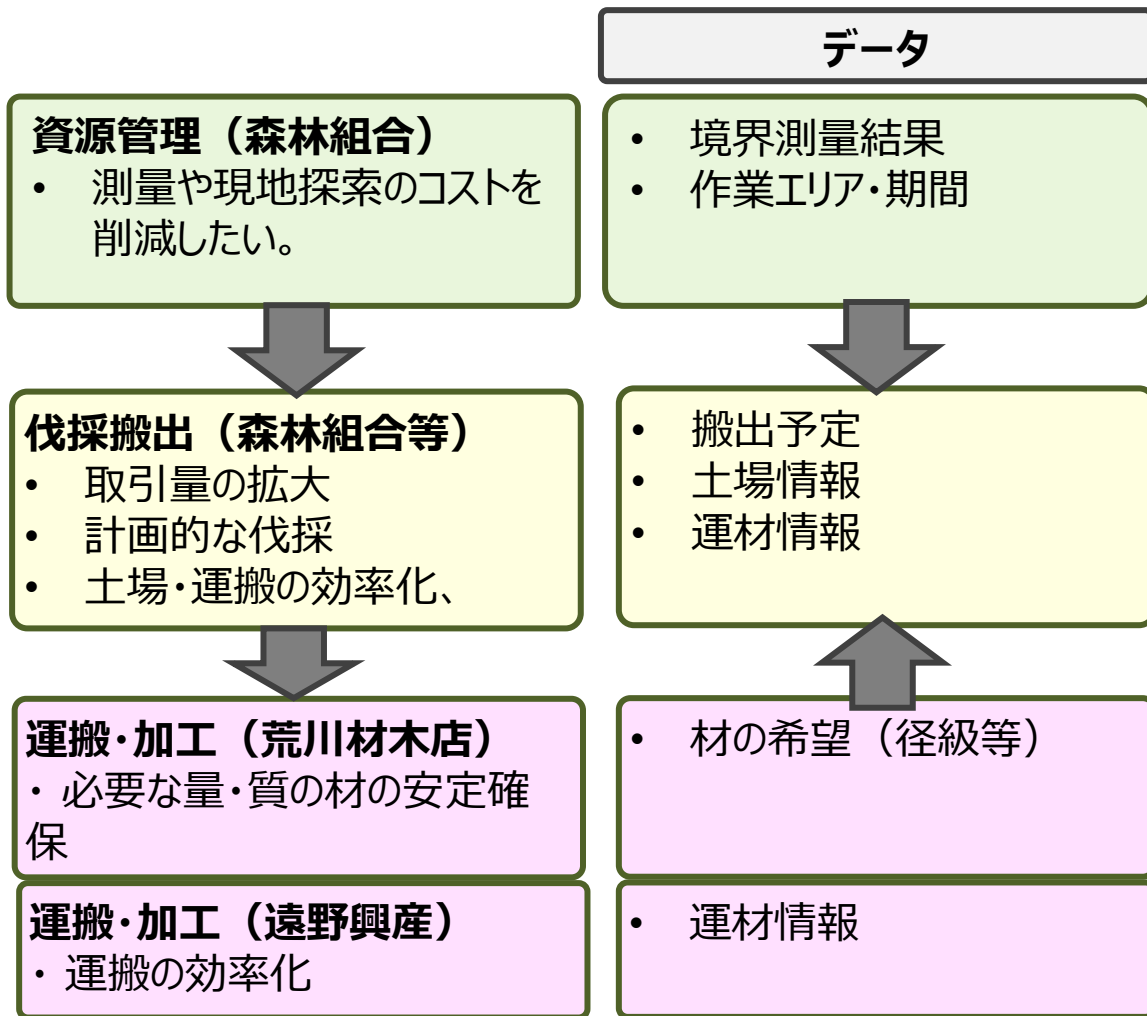 データ
資源管理（森林組合）
• 測量や現地探索のコストを
削減したい。
• 境界測量結果
• 作業エリア・期間
伐採搬出（森林組合等）
• 取引量の拡大
• 計画的な伐採
• 土場・運搬の効率化、
• 搬出予定
• 土場情報
• 運材情報
運搬・加工（荒川材木店）
・ 必要な量・質の材の安定確
保
• 材の希望（径級等）
運搬・加工（遠野興産）
・ 運搬の効率化
• 運材情報